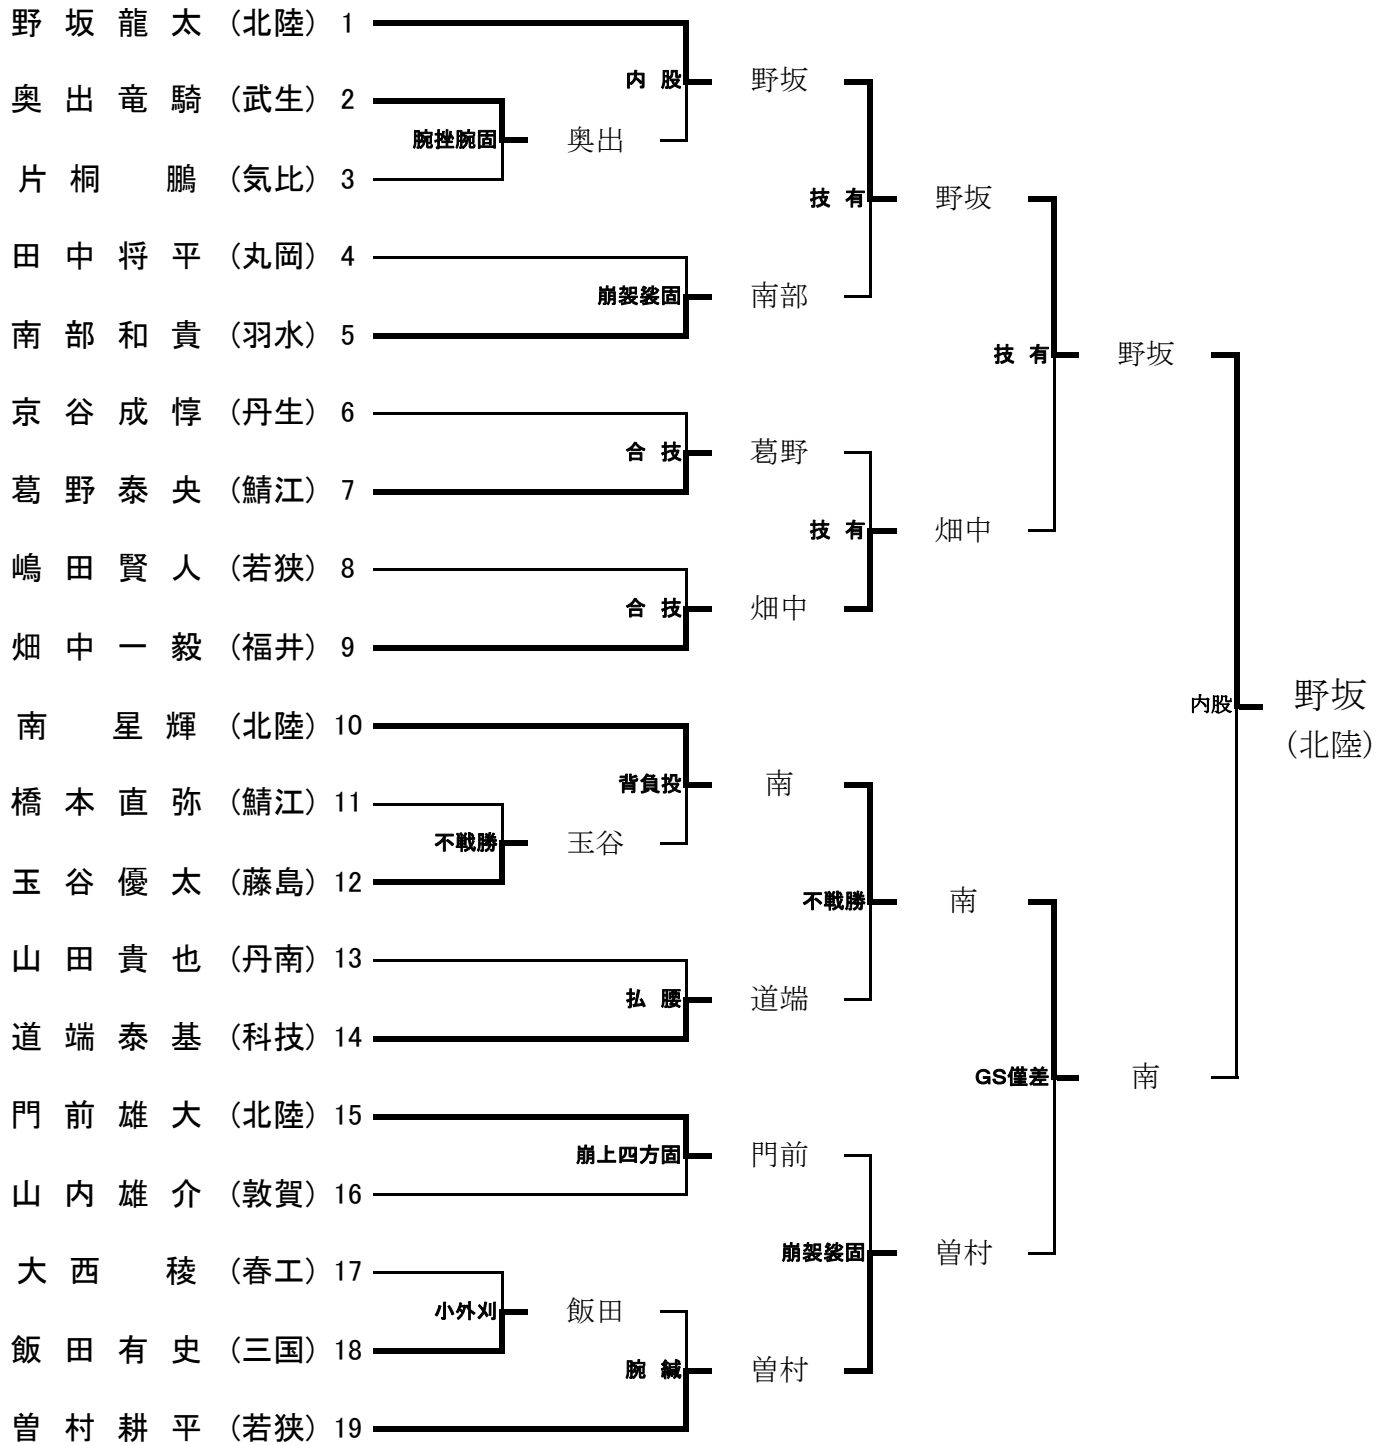 野坂龍太（北陸）1
内股 野坂
奥出竜騎（武生）2
腕挫腕固 奥出
片桐　鵬（気比）3
技有 野坂
田中将平（丸岡）4
崩袈裟固 南部
南部和貴（羽水）5
技有 野坂
京谷成惇（丹生）6
合技 葛野
葛野泰央（鯖江）7
技有 畑中
嶋田賢人（若狭）8
合技 畑中
畑中一毅（福井）9
内股 野坂
（北陸）
南　星輝（北陸）10
背負投 南
橋本直弥（鯖江）11
不戦勝 玉谷
玉谷優太（藤島）12
不戦勝 南
山田貴也（丹南）13
払腰 道端
道端泰基（科技）14
GS僅差 南
門前雄大（北陸）15
崩上四方固 門前
山内雄介（敦賀）16
崩袈裟固 曽村
大西　稜（春工）17
小外刈 飯田
飯田有史（三国）18
腕緘 曽村
曽村耕平（若狭）19